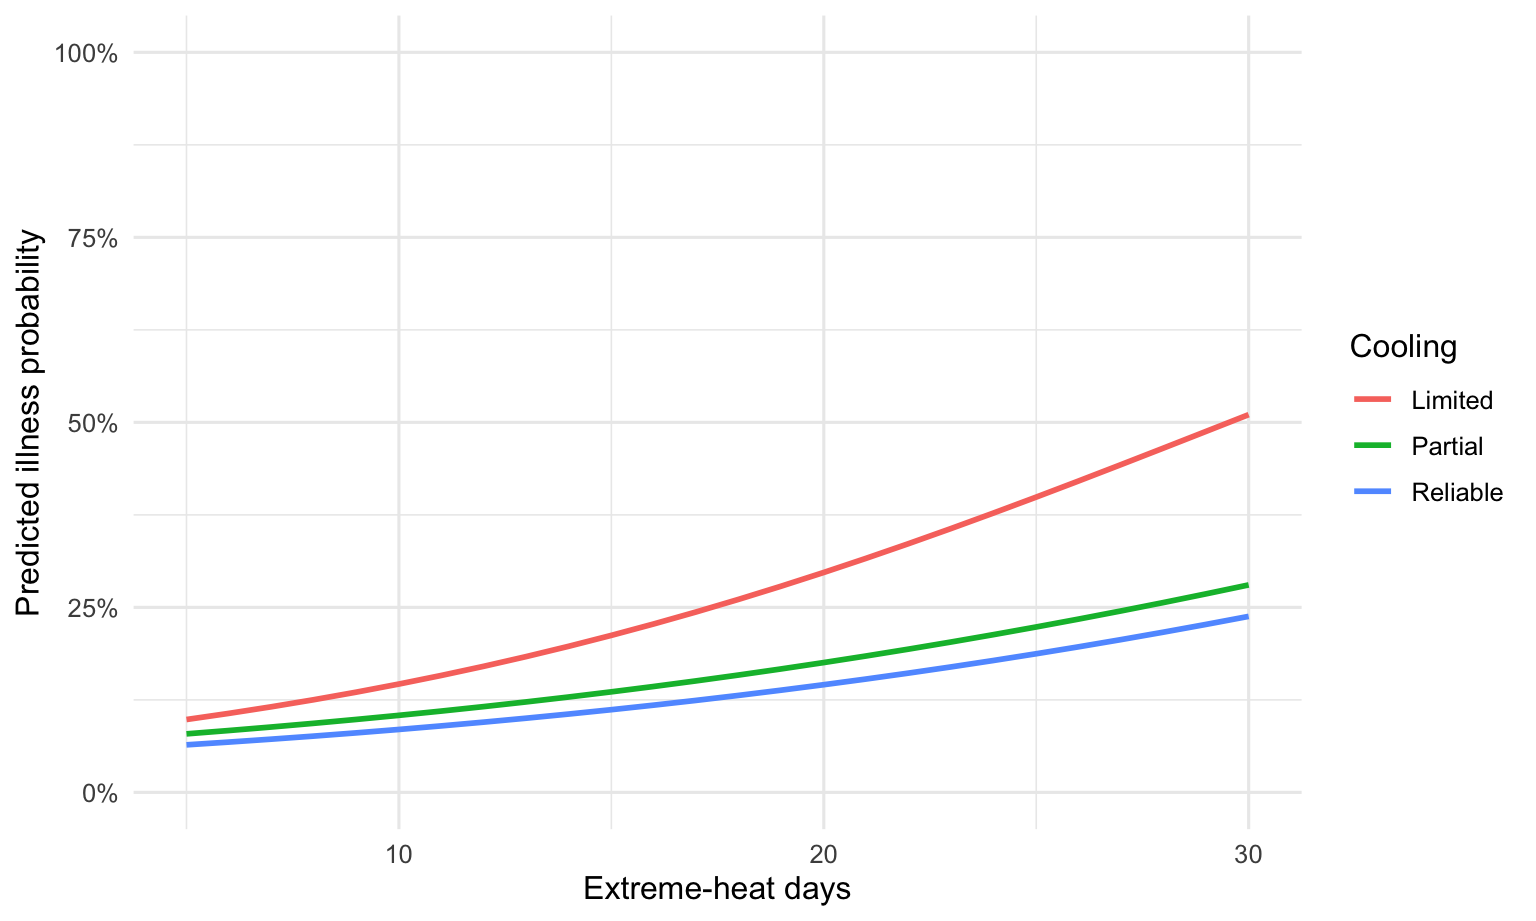 100%
75%
50%
25%
0%
Predicted illness probability
10
20
30
Extreme-heat days
Cooling
Limited
Partial
Reliable